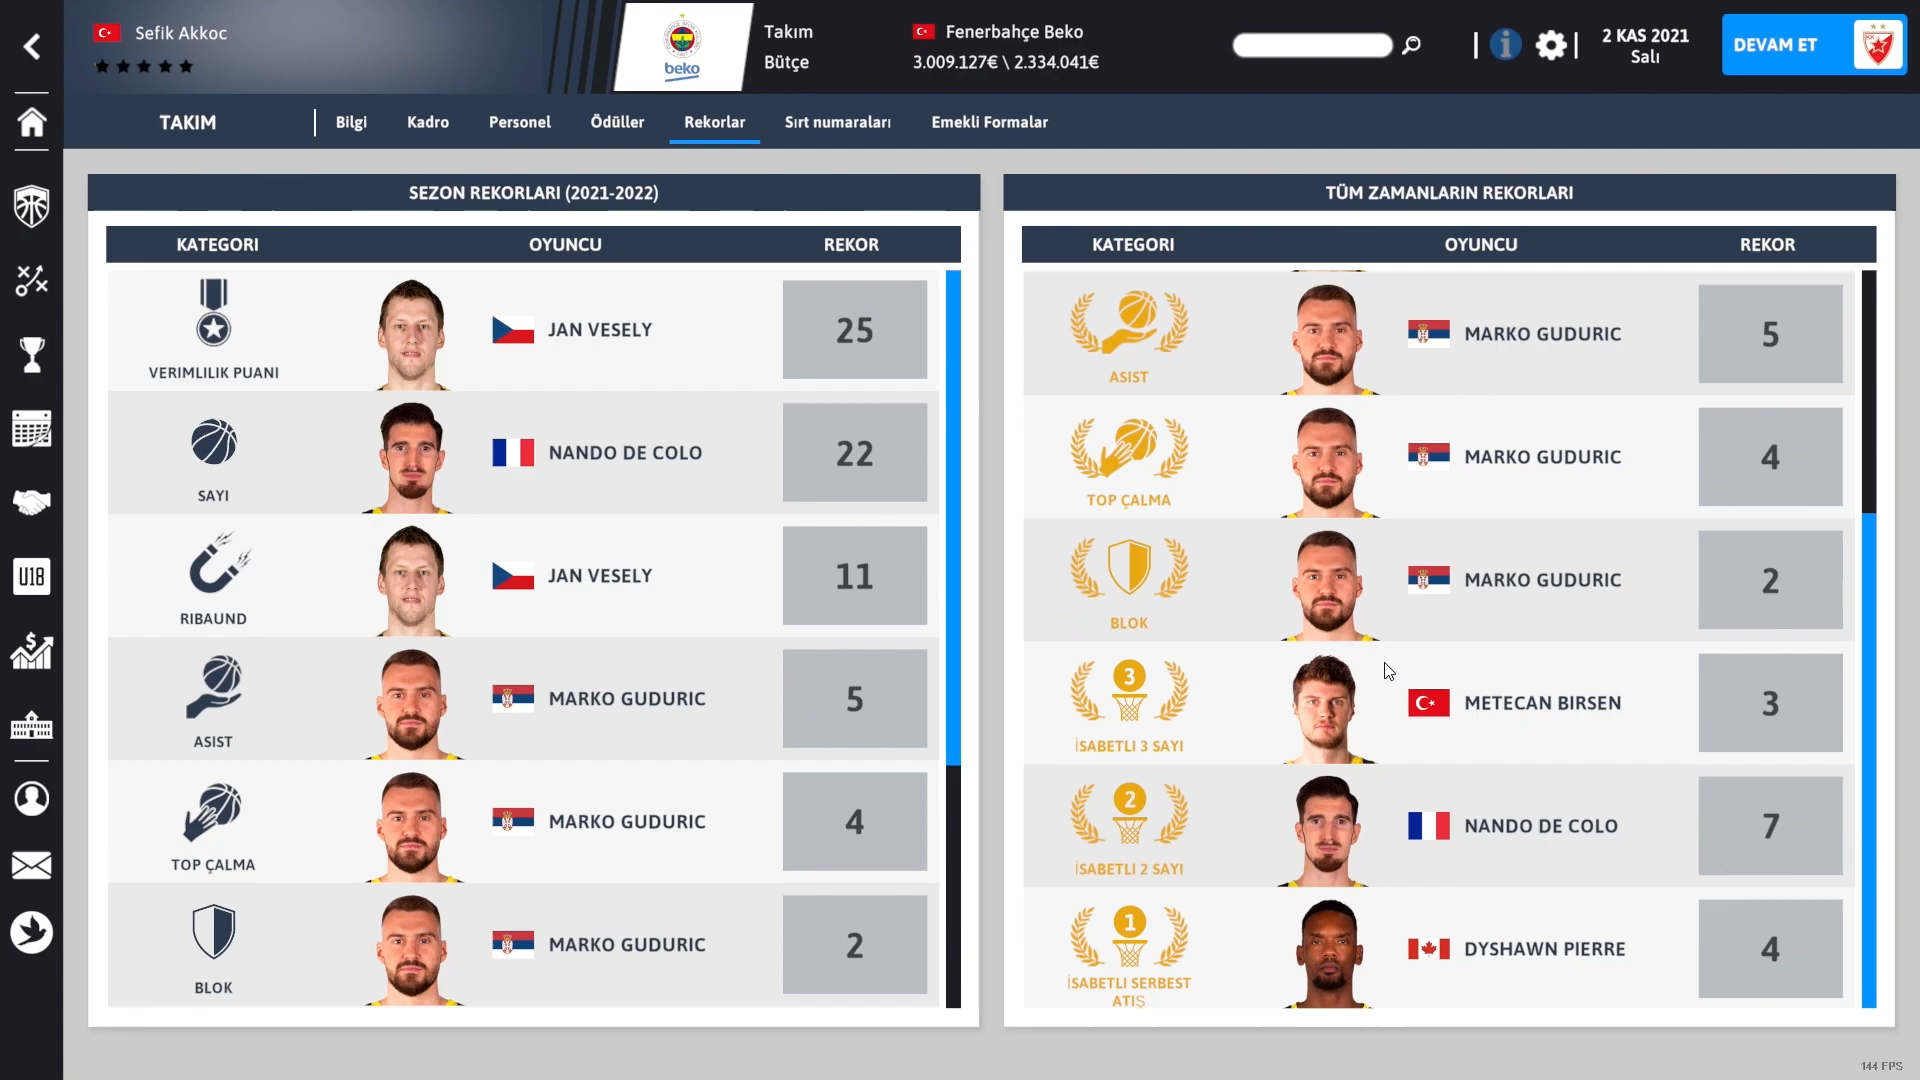 Sefik Akkoc
beko
Takım
Bütçe
Fenerbahçe Beko
3.009.127€ \ 2.334.041€
2 KAS 2021
Salı
DEVAM ET
TAKIM
Bilgi
Kadro
Personel
Ödüller
Rekorlar
Sırt numaraları
Emekli Formalar
SEZON REKORLARI (2021-2022)
KATEGORI OYUNCU REKOR
VERIMLILIK PUANI JAN VESELY 25
SAYI NANDO DE COLO 22
RIBAUND JAN VESELY 11
ASIST MARKO GUDURIC 5
TOP ÇALMA MARKO GUDURIC 4
BLOK MARKO GUDURIC 2
TÜM ZAMANLARIN REKORLARI
KATEGORI OYUNCU REKOR
ASIST MARKO GUDURIC 5
TOP ÇALMA MARKO GUDURIC 4
BLOK MARKO GUDURIC 2
3
İSABETLI 3 SAYI METECAN BIRSEN 3
2
İSABETLI 2 SAYI NANDO DE COLO 7
1
İSABETLI SERBEST
ATIŞ DYSHAWN PIERRE 4
U18
144 FPS